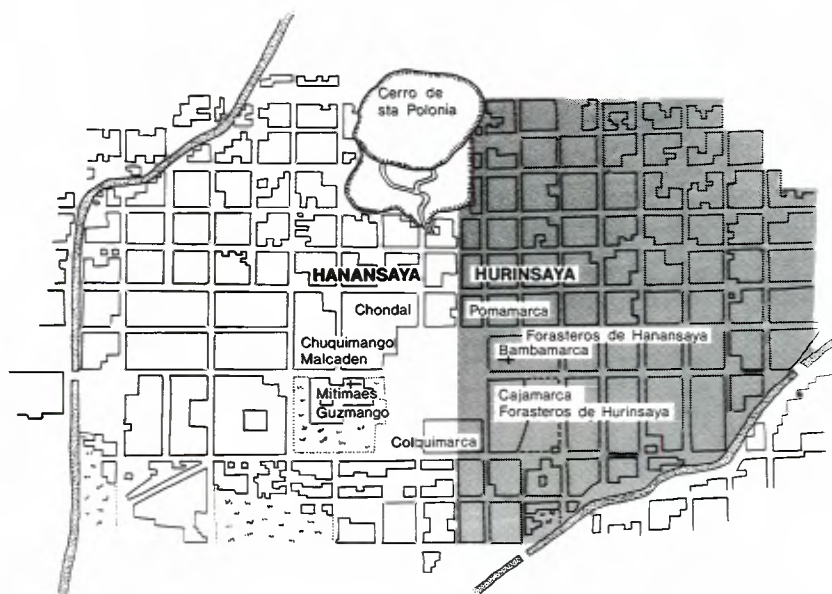 Cerro de
sta Polonia
HANANSAYA
HURINSAYA
Chondal
Pomamarca
Chuquimango
Malcaden
Forasteros de Hanansaya
Bambamarca
Mitimaes
Guzmango
Cajamarca
Forasteros de Hurinsaya
Colquimarca